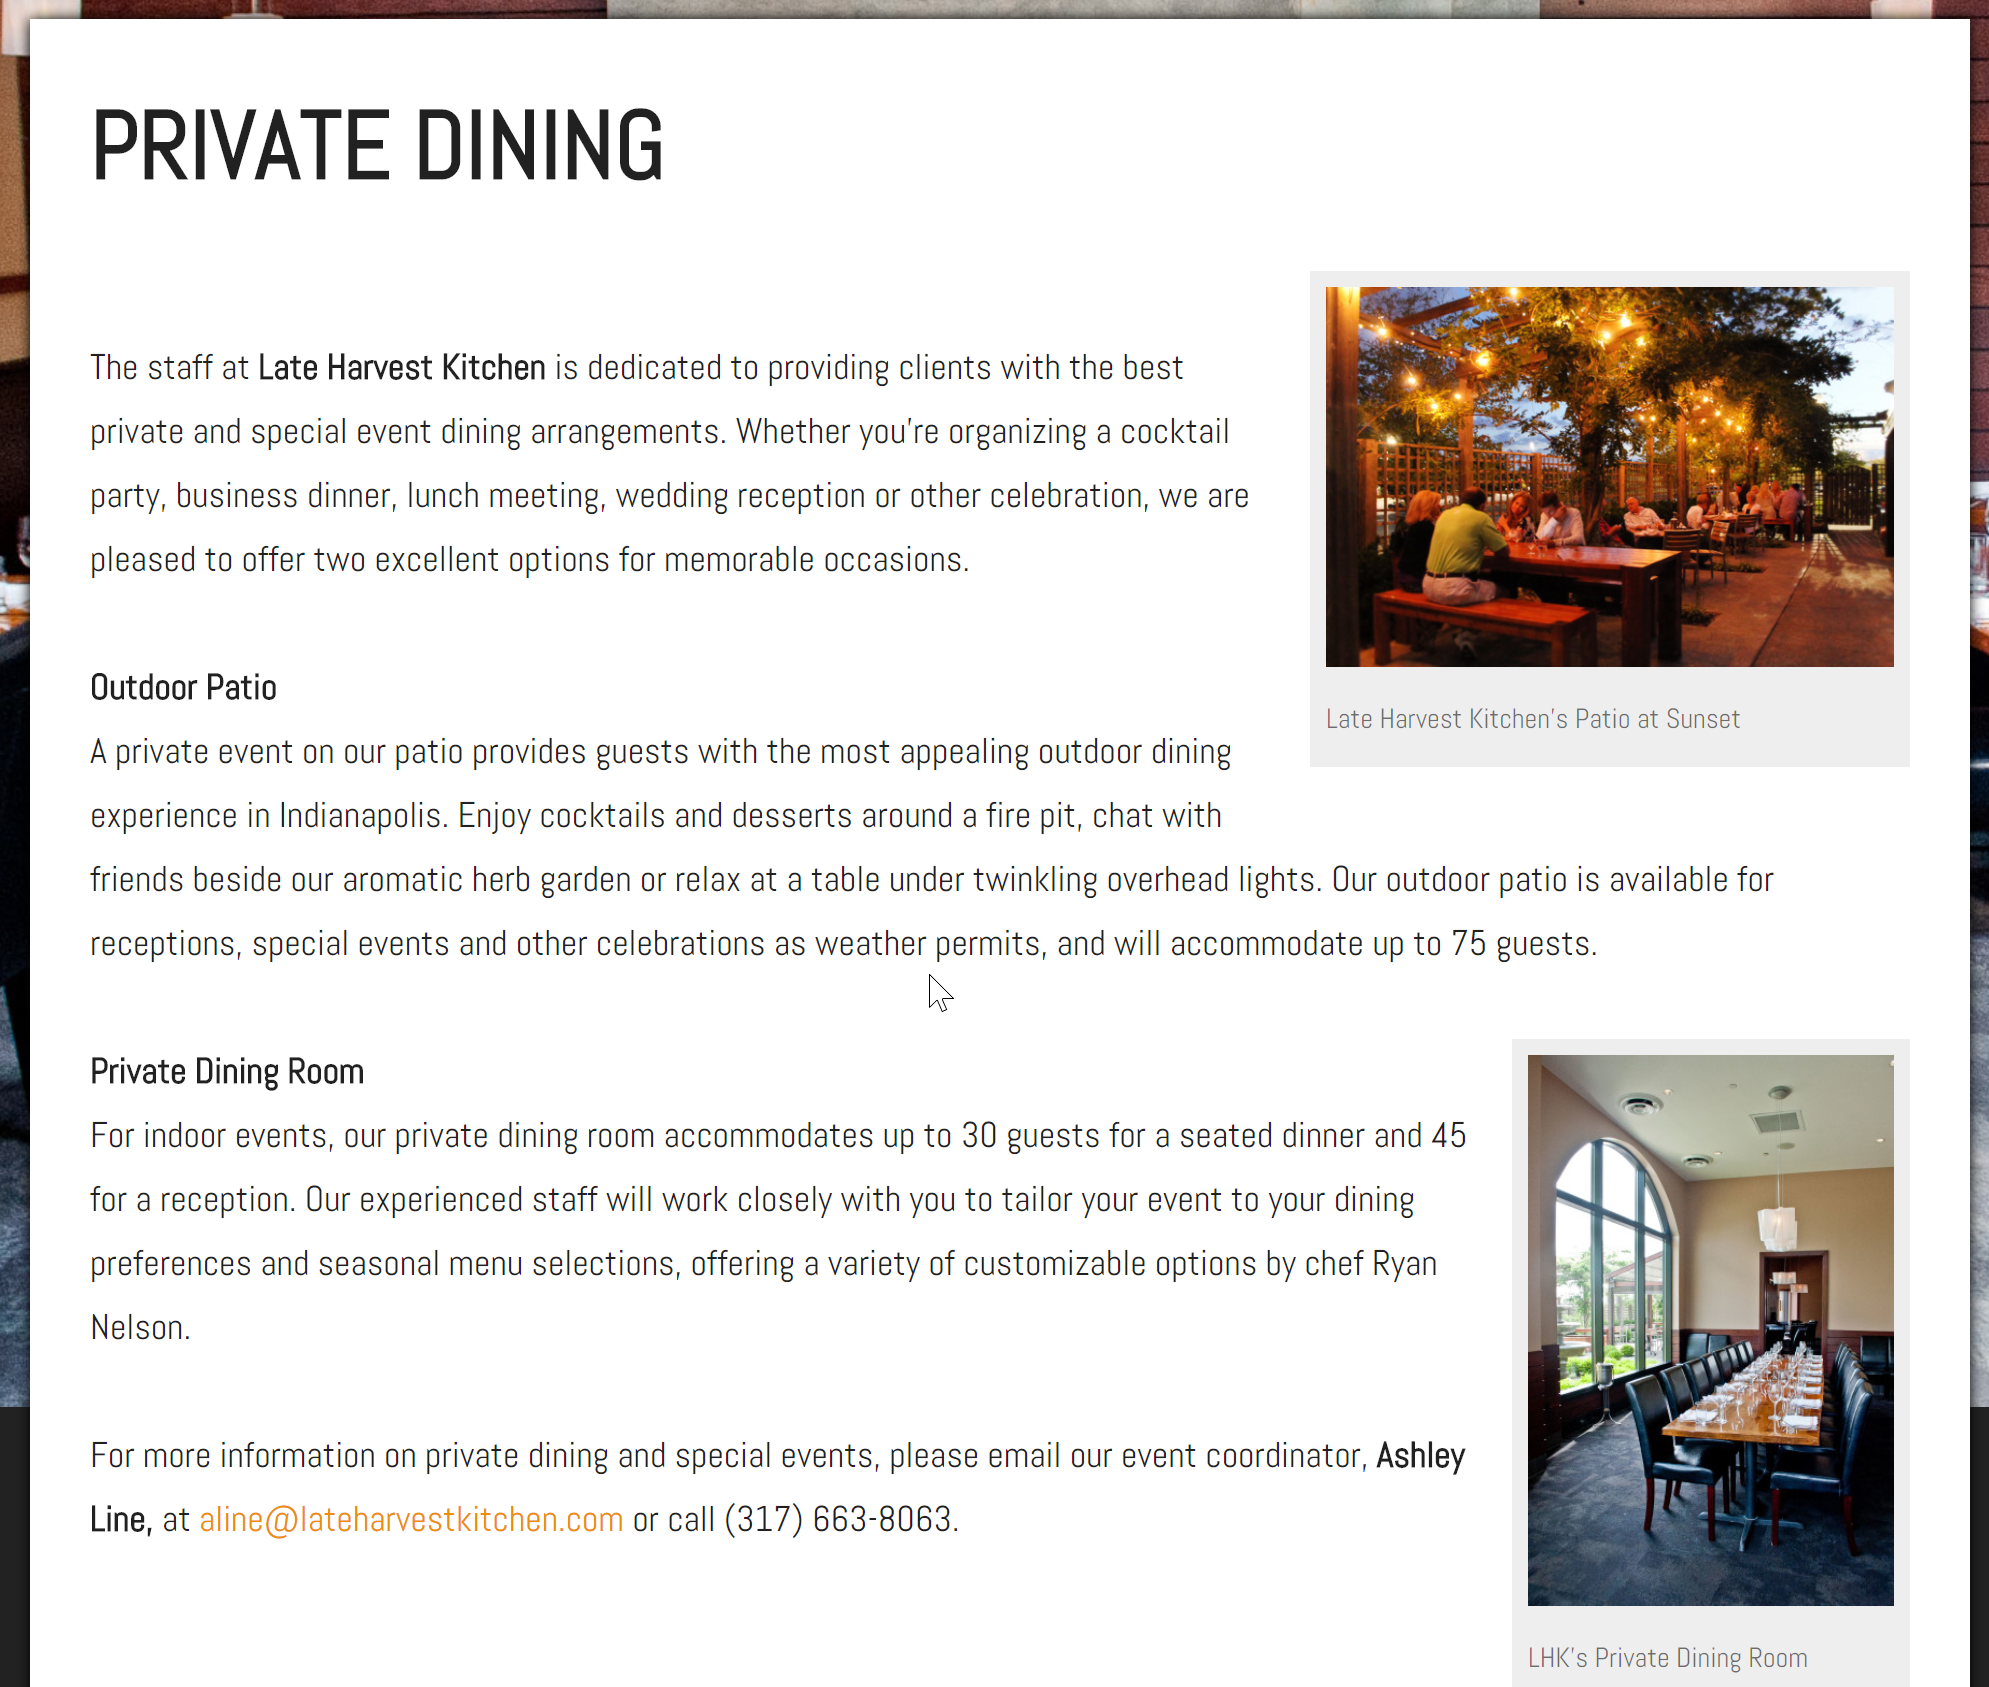 PRIVATE DINING
The staff at Late Harvest Kitchen is dedicated to providing clients with the best
private and special event dining arrangements. Whether you’re organizing a cocktail
party, business dinner, lunch meeting, wedding reception or other celebration, we are
pleased to offer two excellent options for memorable occasions.
Late Harvest Kitchen’s Patio at Sunset
Outdoor Patio
A private event on our patio provides guests with the most appealing outdoor dining
experience in Indianapolis. Enjoy cocktails and desserts around a fire pit, chat with
friends beside our aromatic herb garden or relax at a table under twinkling overhead lights. Our outdoor patio is available for
receptions, special events and other celebrations as weather permits, and will accommodate up to 75 guests.
Private Dining Room
For indoor events, our private dining room accommodates up to 30 guests for a seated dinner and 45
for a reception. Our experienced staff will work closely with you to tailor your event to your dining
preferences and seasonal menu selections, offering a variety of customizable options by chef Ryan
Nelson.
For more information on private dining and special events, please email our event coordinator, Ashley
Line, at aline@lateharvestkitchen.com or call (317) 663-8063.
LHK’s Private Dining Room